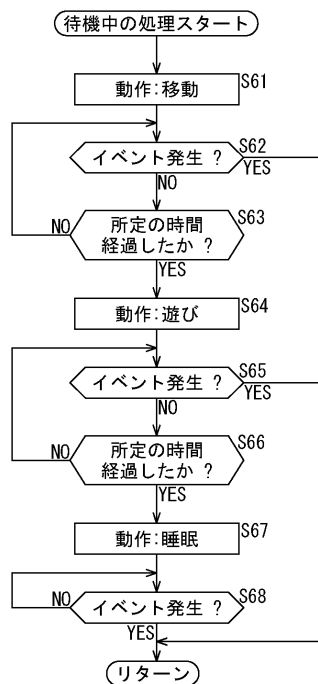 待機中の処理スタート
動作:移動
S61
イベント発生 ?
S62
YES
NO
所定の時間
経過したか ?
S63
NO
YES
動作:遊び
S64
イベント発生 ?
S65
YES
NO
所定の時間
経過したか ?
S66
NO
YES
動作:睡眠
S67
イベント発生 ?
S68
NO
YES
リターン